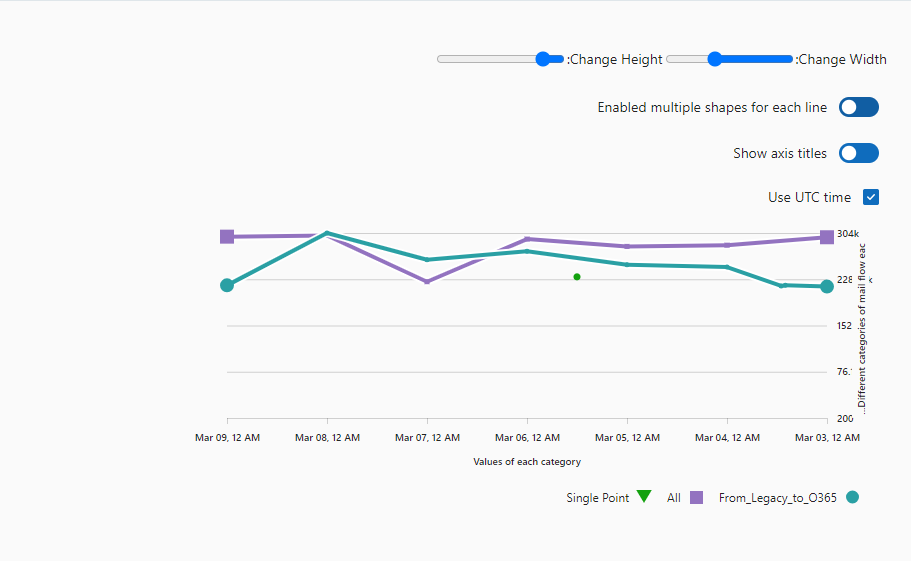 :Change Height :Change Width
Enabled multiple shapes for each line
Show axis titles
Use UTC time
304k
228 k
152
76.
206
...Different categories of mail flow eac
Mar 09, 12 AM Mar 08, 12 AM Mar 07, 12 AM Mar 06, 12 AM Mar 05, 12 AM Mar 04, 12 AM Mar 03, 12 AM
Values of each category
Single Point All From_Legacy_to_O365